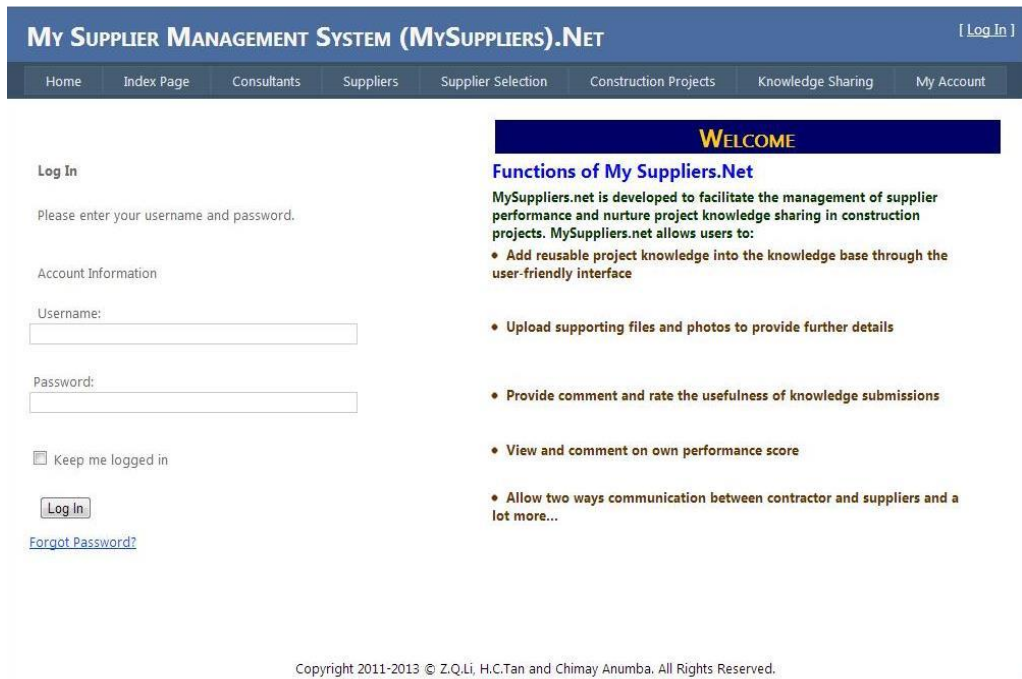 My Supplier Management System (MySuppliers).Net
[ Log In ]
Home Index Page Consultants Suppliers Supplier Selection Construction Projects Knowledge Sharing My Account
Log In
Please enter your username and password.
Account Information
Username:
Password:
Keep me logged in
Log In
Forgot Password?
Welcome
Functions of My Suppliers.Net
MySuppliers.net is developed to facilitate the management of supplier
performance and nurture project knowledge sharing in construction
projects. MySuppliers.net allows users to:
• Add reusable project knowledge into the knowledge base through the
user-friendly interface
• Upload supporting files and photos to provide further details
• Provide comment and rate the usefulness of knowledge submissions
• View and comment on own performance score
• Allow two ways communication between contractor and suppliers and a
lot more...
Copyright 2011-2013 © Z.Q.Li, H.C.Tan and Chimay Anumba. All Rights Reserved.